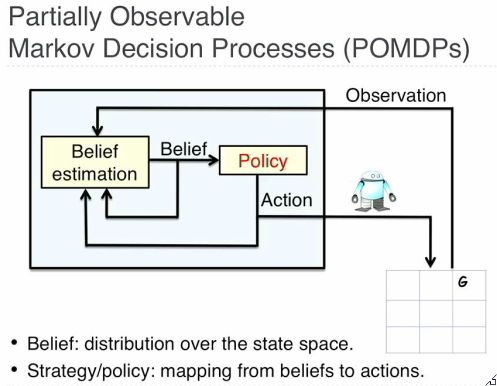 Partially Observable
Markov Decision Processes (POMDPs)
Observation
Belief
estimation
Belief
Policy
Action
G
• Belief: distribution over the state space.
• Strategy/policy: mapping from beliefs to actions.